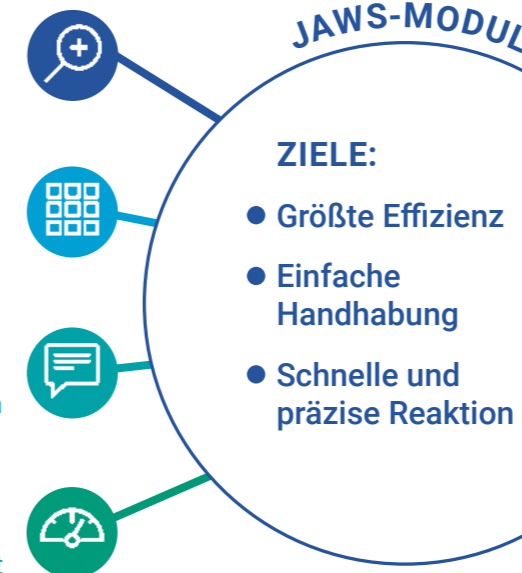 JAWS-MODUL
ZIELE:
Größte Effizienz
Einfache
Handhabung
Schnelle und
präzise Reaktion